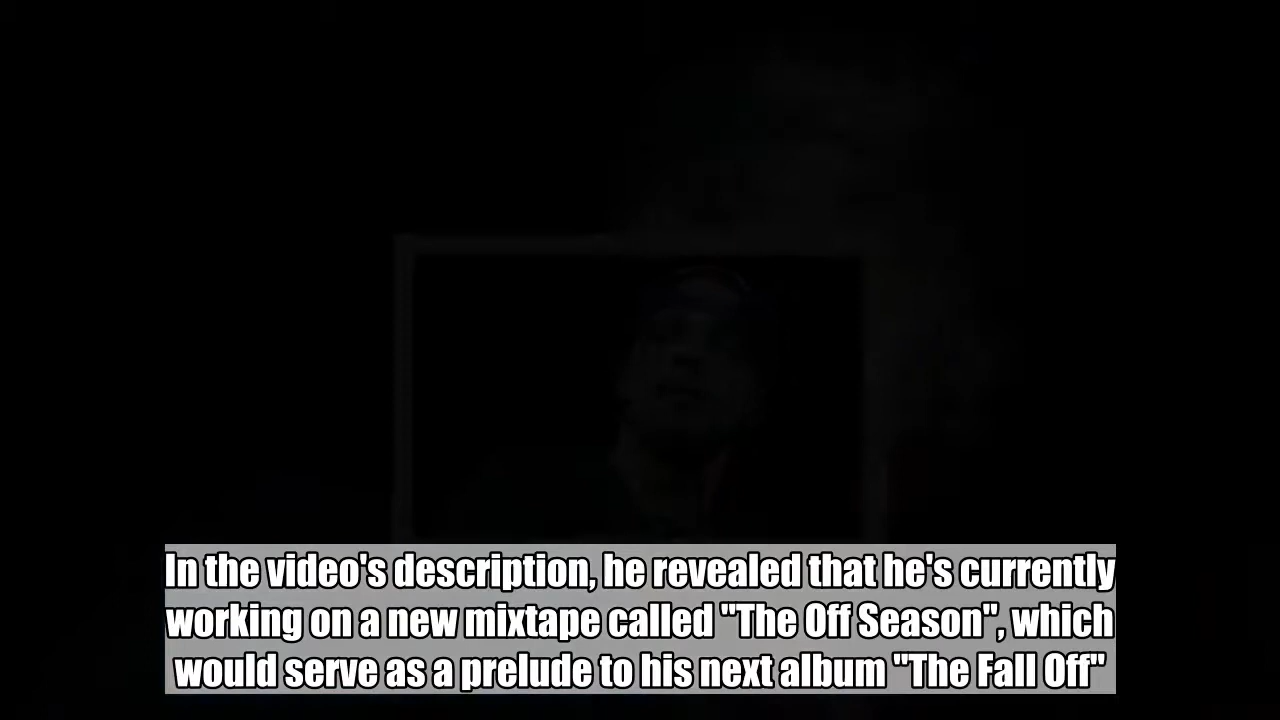 In the video's description, he revealed that he's currently
working on a new mixtape called "The Off Season", which
would serve as a prelude to his next album "The Fall Off"